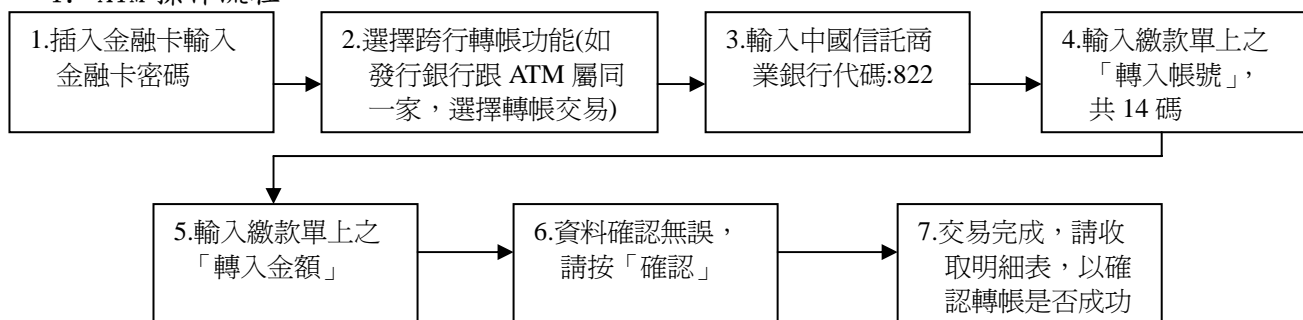 1.插入金融卡輸入
金融卡密碼
2.選擇跨行轉帳功能(如
發行銀行跟 ATM 屬同
一家，選擇轉帳交易)
3.輸入中國信託商
業銀行代碼:822
4.輸入繳款單上之
「轉入帳號」，
共 14 碼
5.輸入繳款單上之
「轉入金額」
6.資料確認無誤，
請按「確認」
7.交易完成，請收
取明細表，以確
認轉帳是否成功